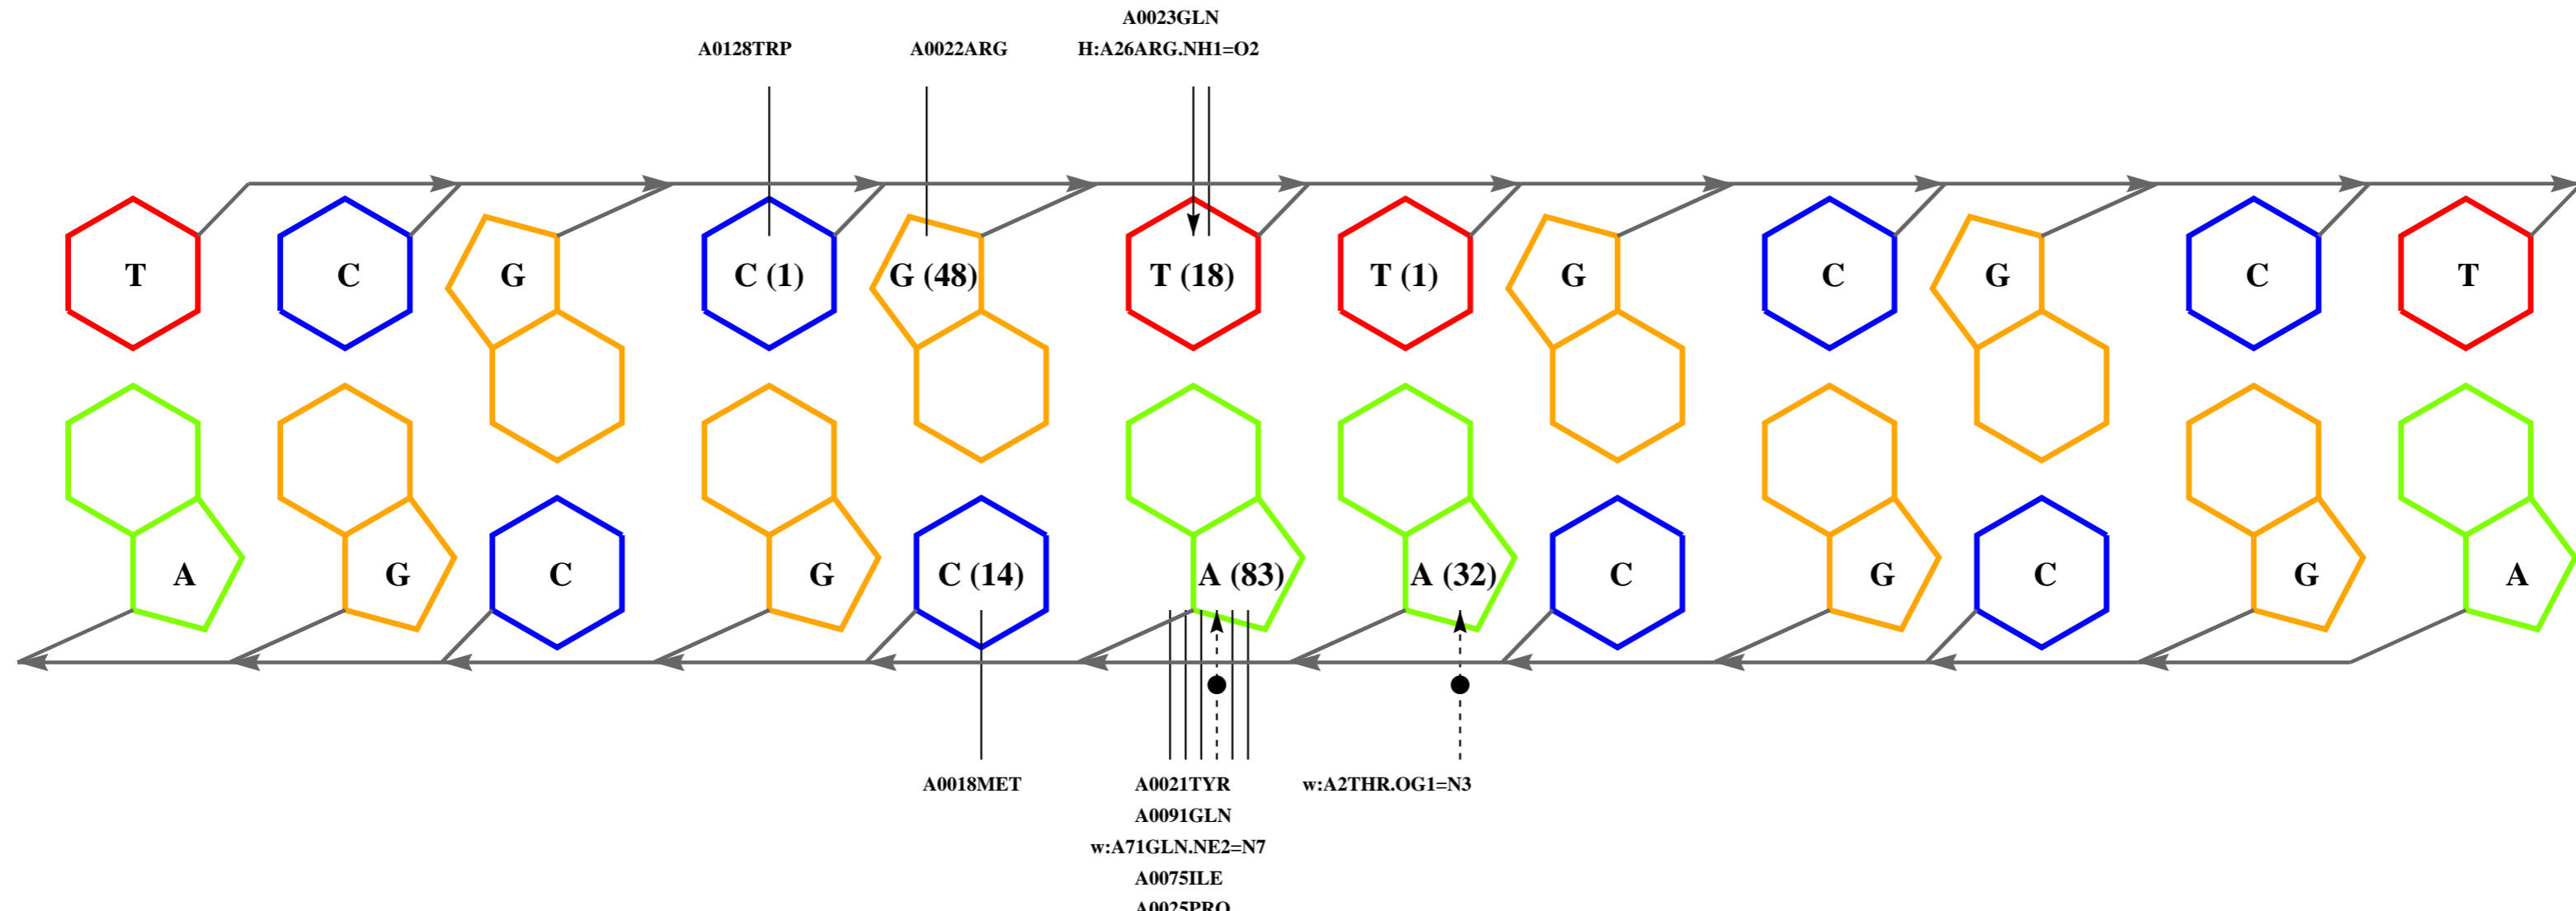 A0023GLN
A0128TRP A0022ARG H:A26ARG.NH1=O2
T C G C (1) G (48) T (18) T (1) G C G C T
A G C G C (14) A (83) A (32) C G C G A
A0018MET A0021TYR w:A2THR.OG1=N3
A0091GLN
w:A71GLN.NE2=N7
A0075ILE
A0025PRO